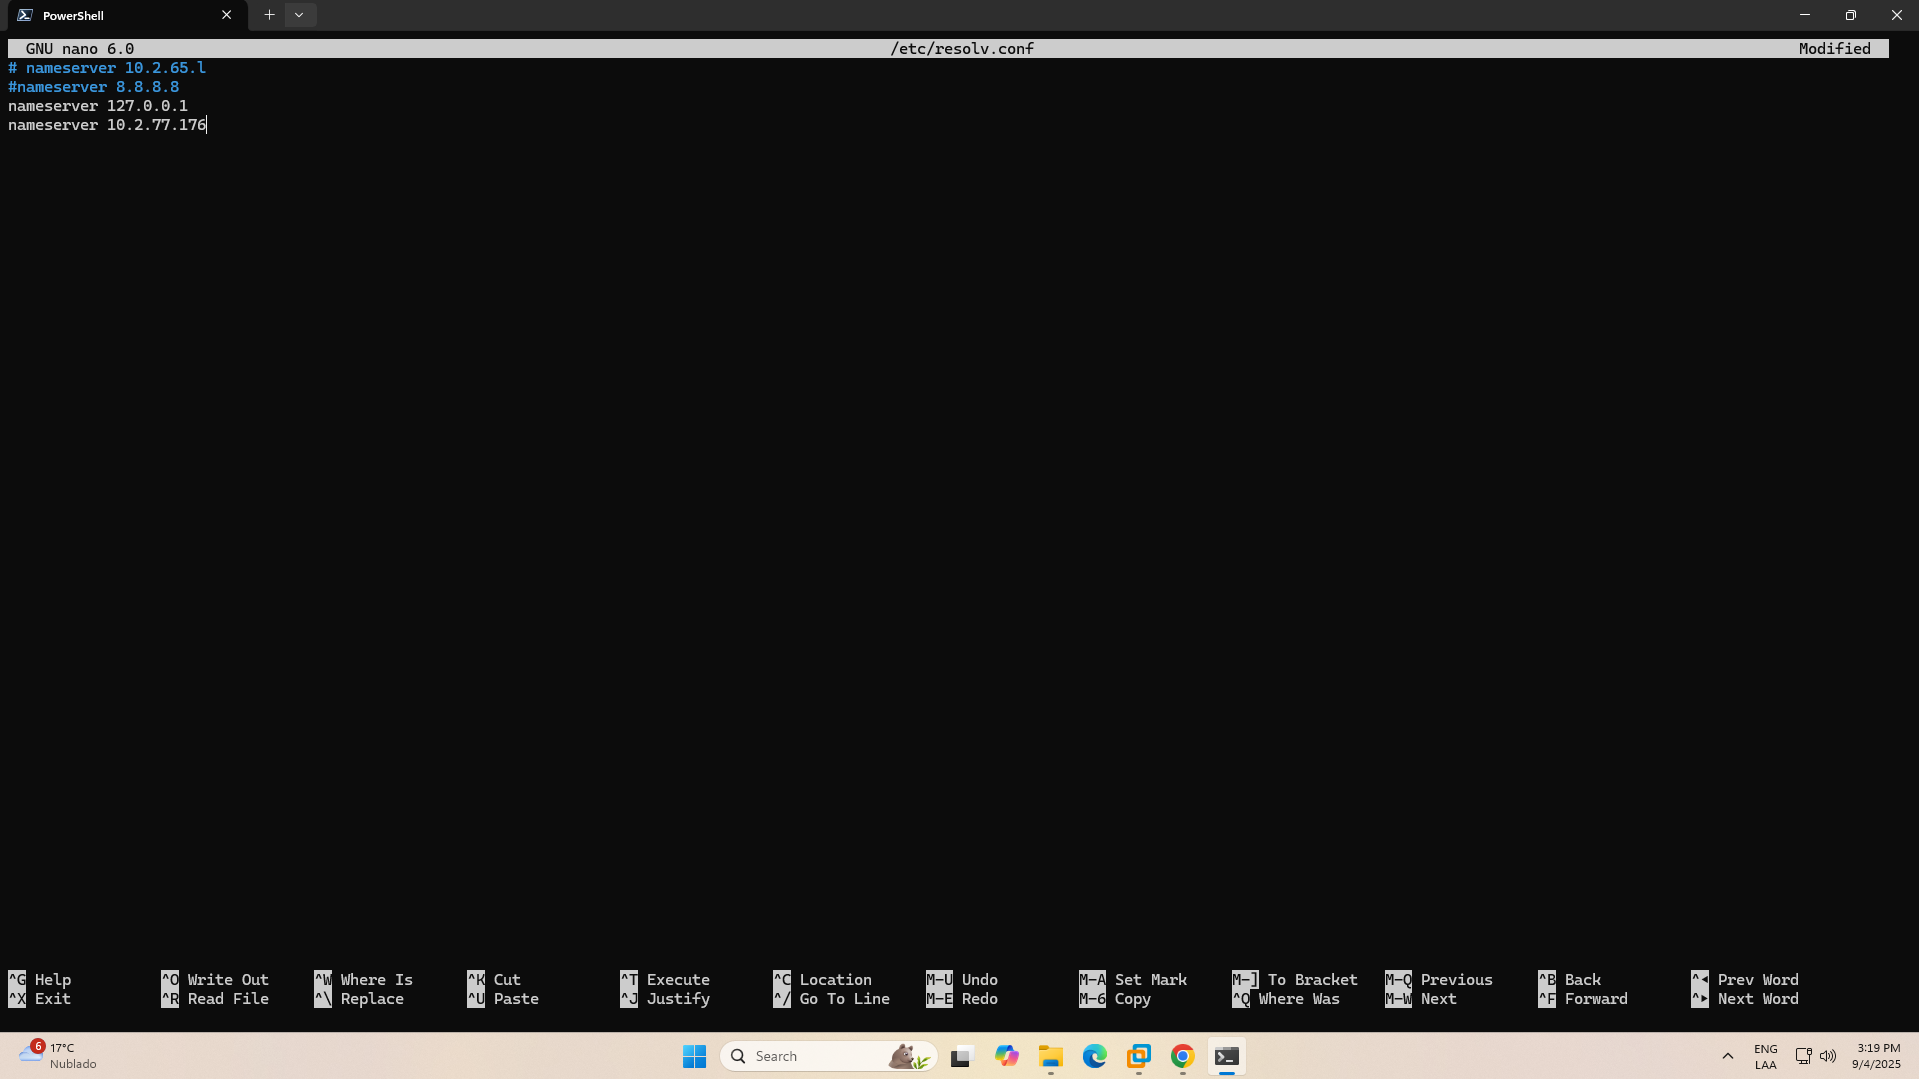 PowerShell
GNU nano 6.0 /etc/resolv.conf Modified
# nameserver 10.2.65.l
#nameserver 8.8.8.8
nameserver 127.0.0.1
nameserver 10.2.77.176
^G Help ^O Write Out ^W Where Is ^K Cut ^T Execute ^C Location M-U Undo M-A Set Mark M-] To Bracket M-Q Previous ^B Back ^◂ Prev Word
^X Exit ^R Read File ^\ Replace ^U Paste ^J Justify ^/ Go To Line M-E Redo M-6 Copy ^Q Where Was M-W Next ^F Forward ^▸ Next Word
6
17°C
Nublado
Search
ENG
LAA
3:19 PM
9/4/2025